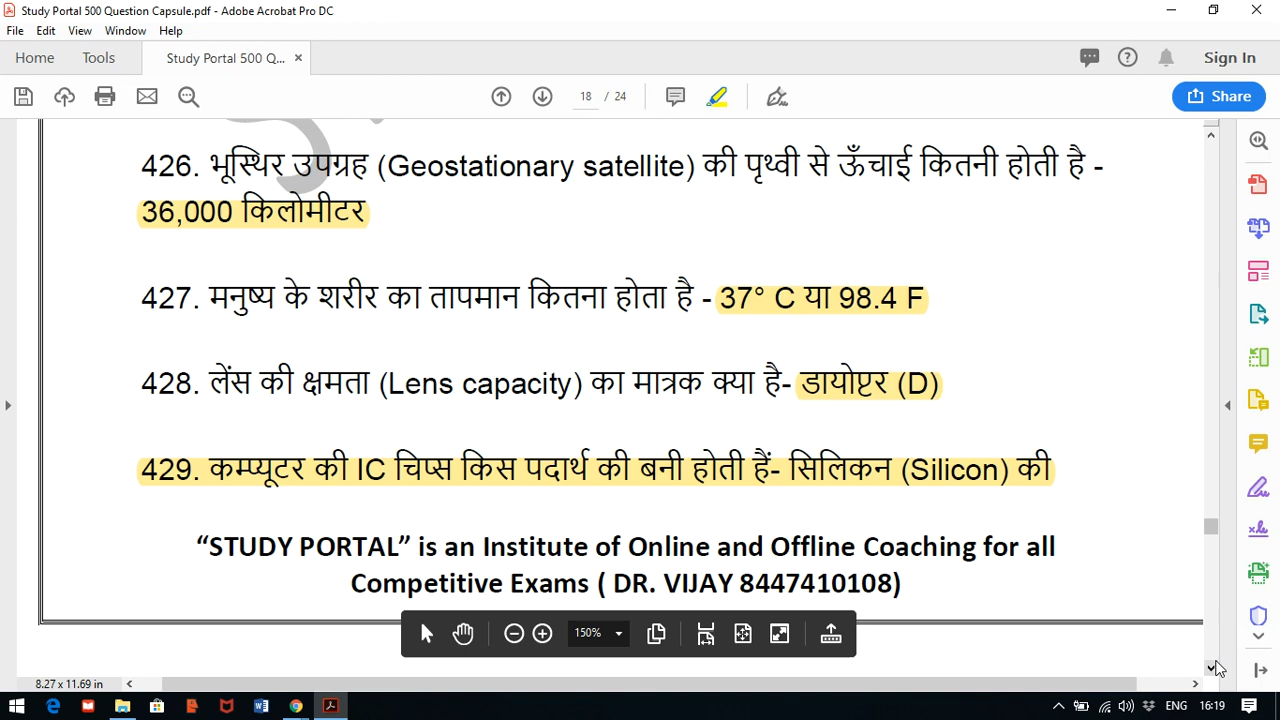 Study Portal 500 Question Capsule.pdf - Adobe Acrobat Pro DC
File Edit View Window Help
Home Tools Study Portal 500 Q... × Sign In
18 / 24 Share
426. भूस्थिर उपग्रह (Geostationary satellite) की पृथ्वी से ऊँचाई कितनी होती है -
36,000 किलोमीटर
427. मनुष्य के शरीर का तापमान कितना होता है - 37° C या 98.4 F
428. लेंस की क्षमता (Lens capacity) का मात्रक क्या है- डायोप्टर (D)
429. कम्प्यूटर की IC चिप्स किस पदार्थ की बनी होती हैं- सिलिकन (Silicon) की
“STUDY PORTAL” is an Institute of Online and Offline Coaching for all
Competitive Exams ( DR. VIJAY 8447410108)
150%
8.27 x 11.69 in
ENG 16:19